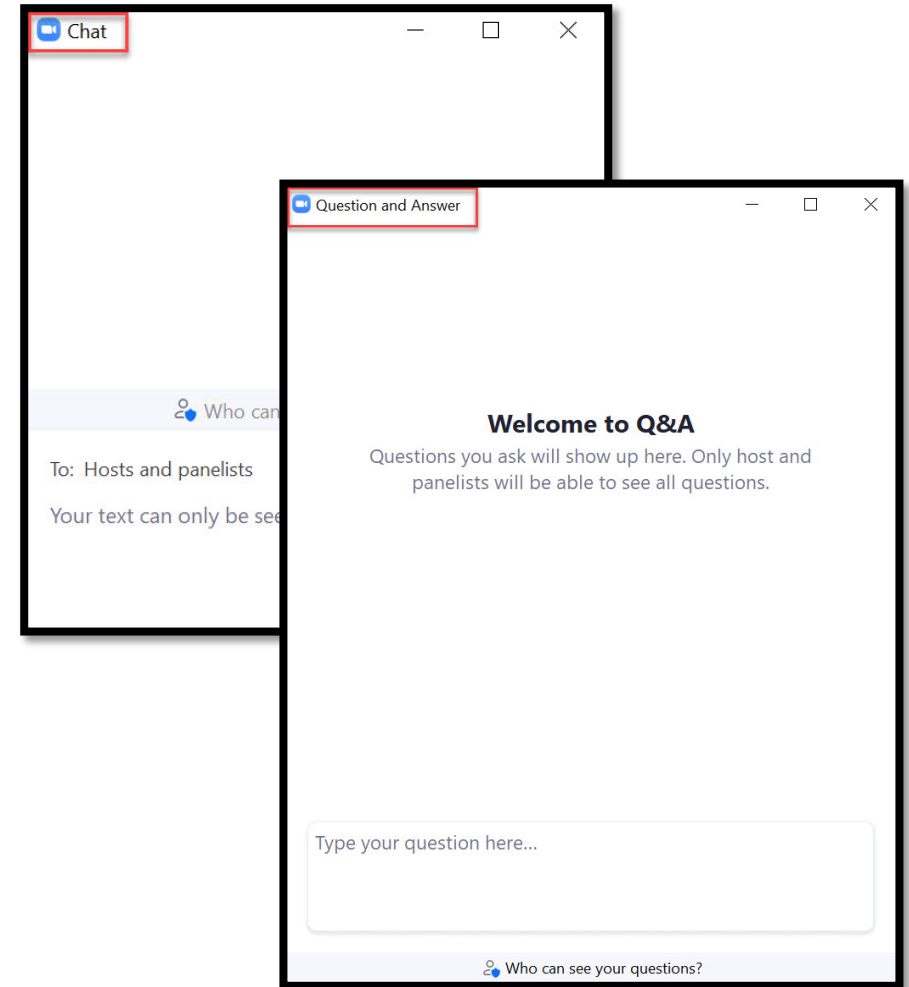 Chat
Who can
To: Hosts and panelists
Your text can only be see
Question and Answer
Welcome to Q&A
Questions you ask will show up here. Only host and
panelists will be able to see all questions.
Type your question here...
Who can see your questions?